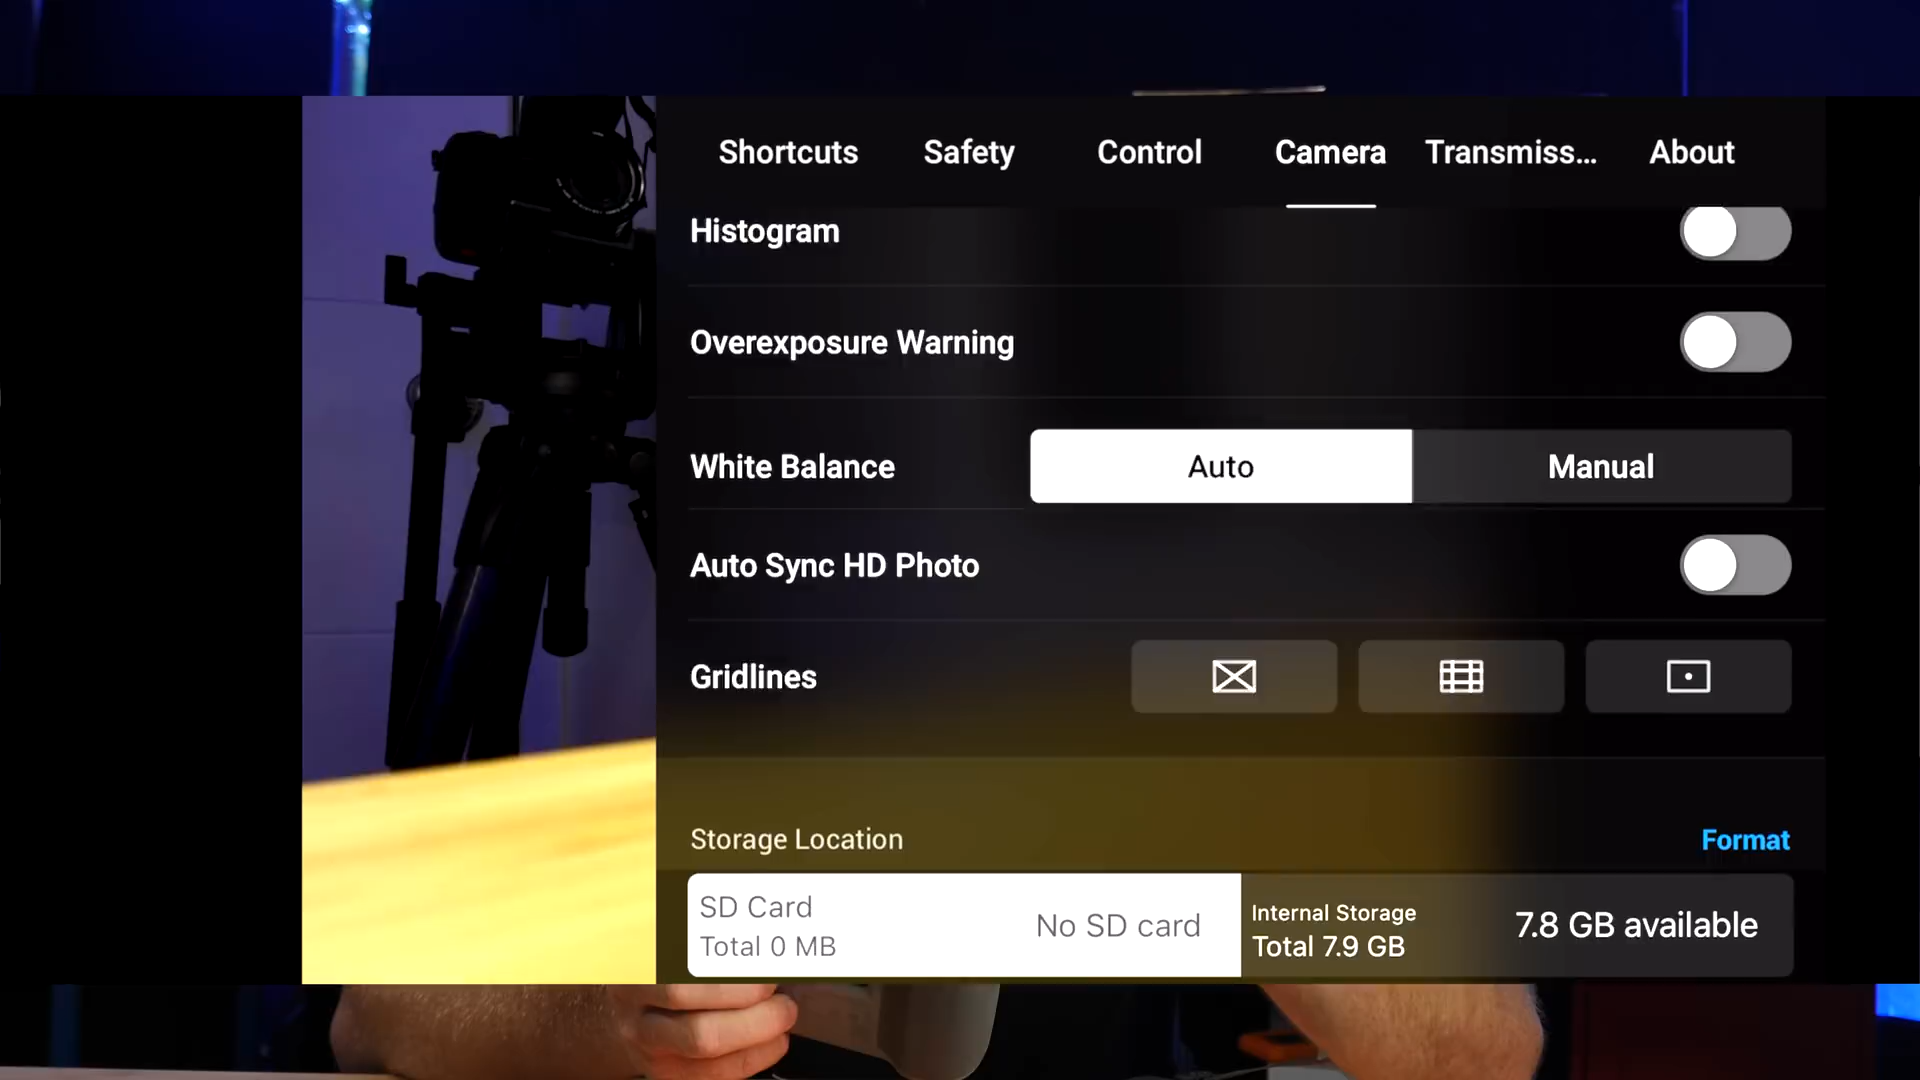 Shortcuts Safety Control Camera Transmiss... About
Histogram
Overexposure Warning
White Balance Auto Manual
Auto Sync HD Photo
Gridlines
Storage Location Format
SD Card
Total 0 MB
No SD card
Internal Storage
Total 7.9 GB
7.8 GB available